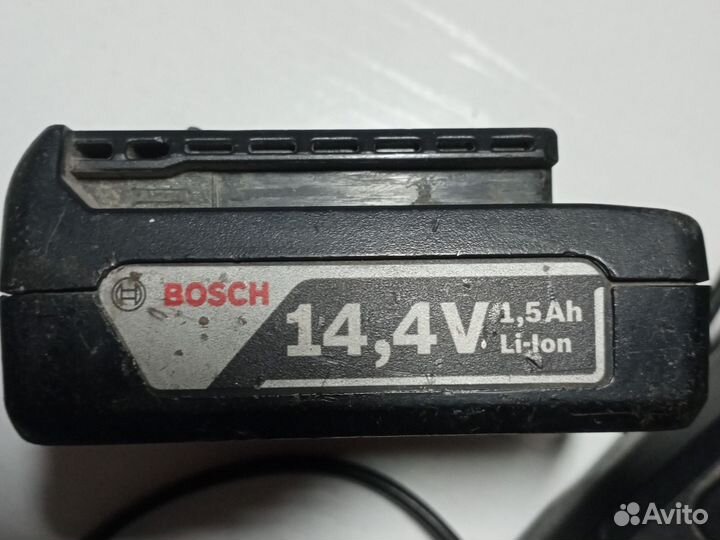 BOSCH
14,4V
1,5Ah
Li-Ion
Avito